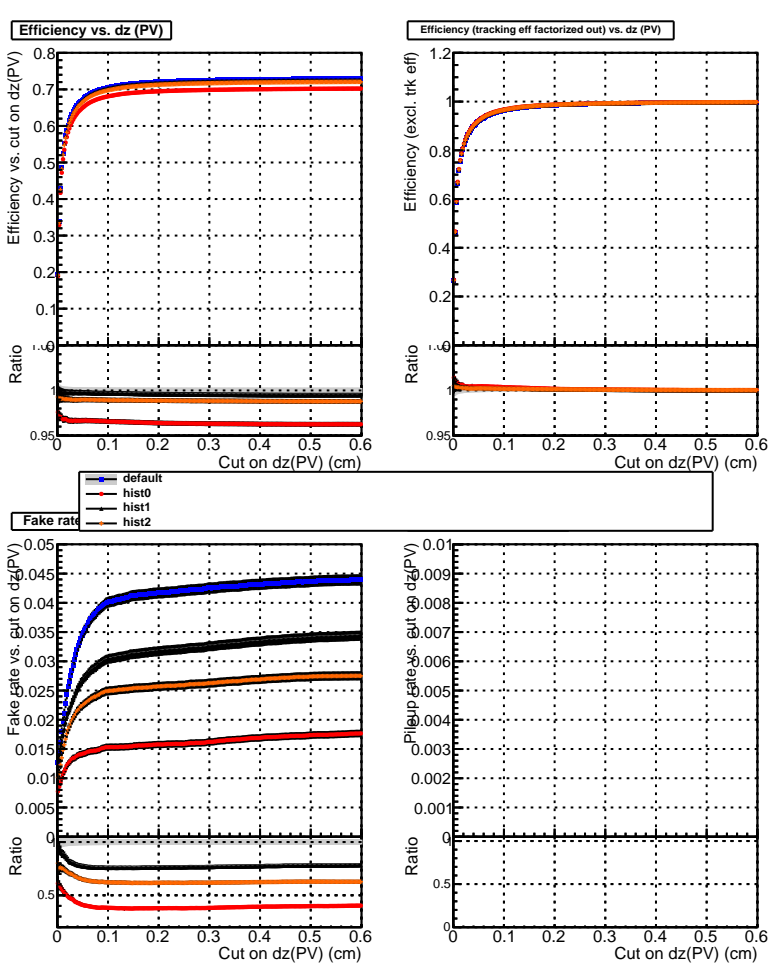 Efficiency vs. dz (PV)
Efficiency vs. cut on dz(PV)
0.8
0.7
0.6
0.5
0.4
0.3
0.2
0.1
0
Ratio
1
0.95
0 0.1 0.2 0.3 0.4 0.5 0.6
Cut on dz(PV) (cm)
Efficiency (tracking eff factorized out) vs. dz (PV)
Efficiency (excl. trk eff)
1.2
1
0.8
0.6
0.4
0.2
0
Ratio
1
0.95
0 0.1 0.2 0.3 0.4 0.5 0.6
Cut on dz(PV) (cm)
default
hist0
hist1
hist2
Fake rate
Fake rate vs. cut on dz(PV)
0.05
0.045
0.04
0.035
0.03
0.025
0.02
0.015
0.01
0.005
0
Ratio
1
0.5
0 0.1 0.2 0.3 0.4 0.5 0.6
Cut on dz(PV) (cm)
Pileup rate vs. cut on dz(PV)
0.01
0.009
0.008
0.007
0.006
0.005
0.004
0.003
0.002
0.001
0
Ratio
0.5
0
0 0.1 0.2 0.3 0.4 0.5 0.6
Cut on dz(PV) (cm)